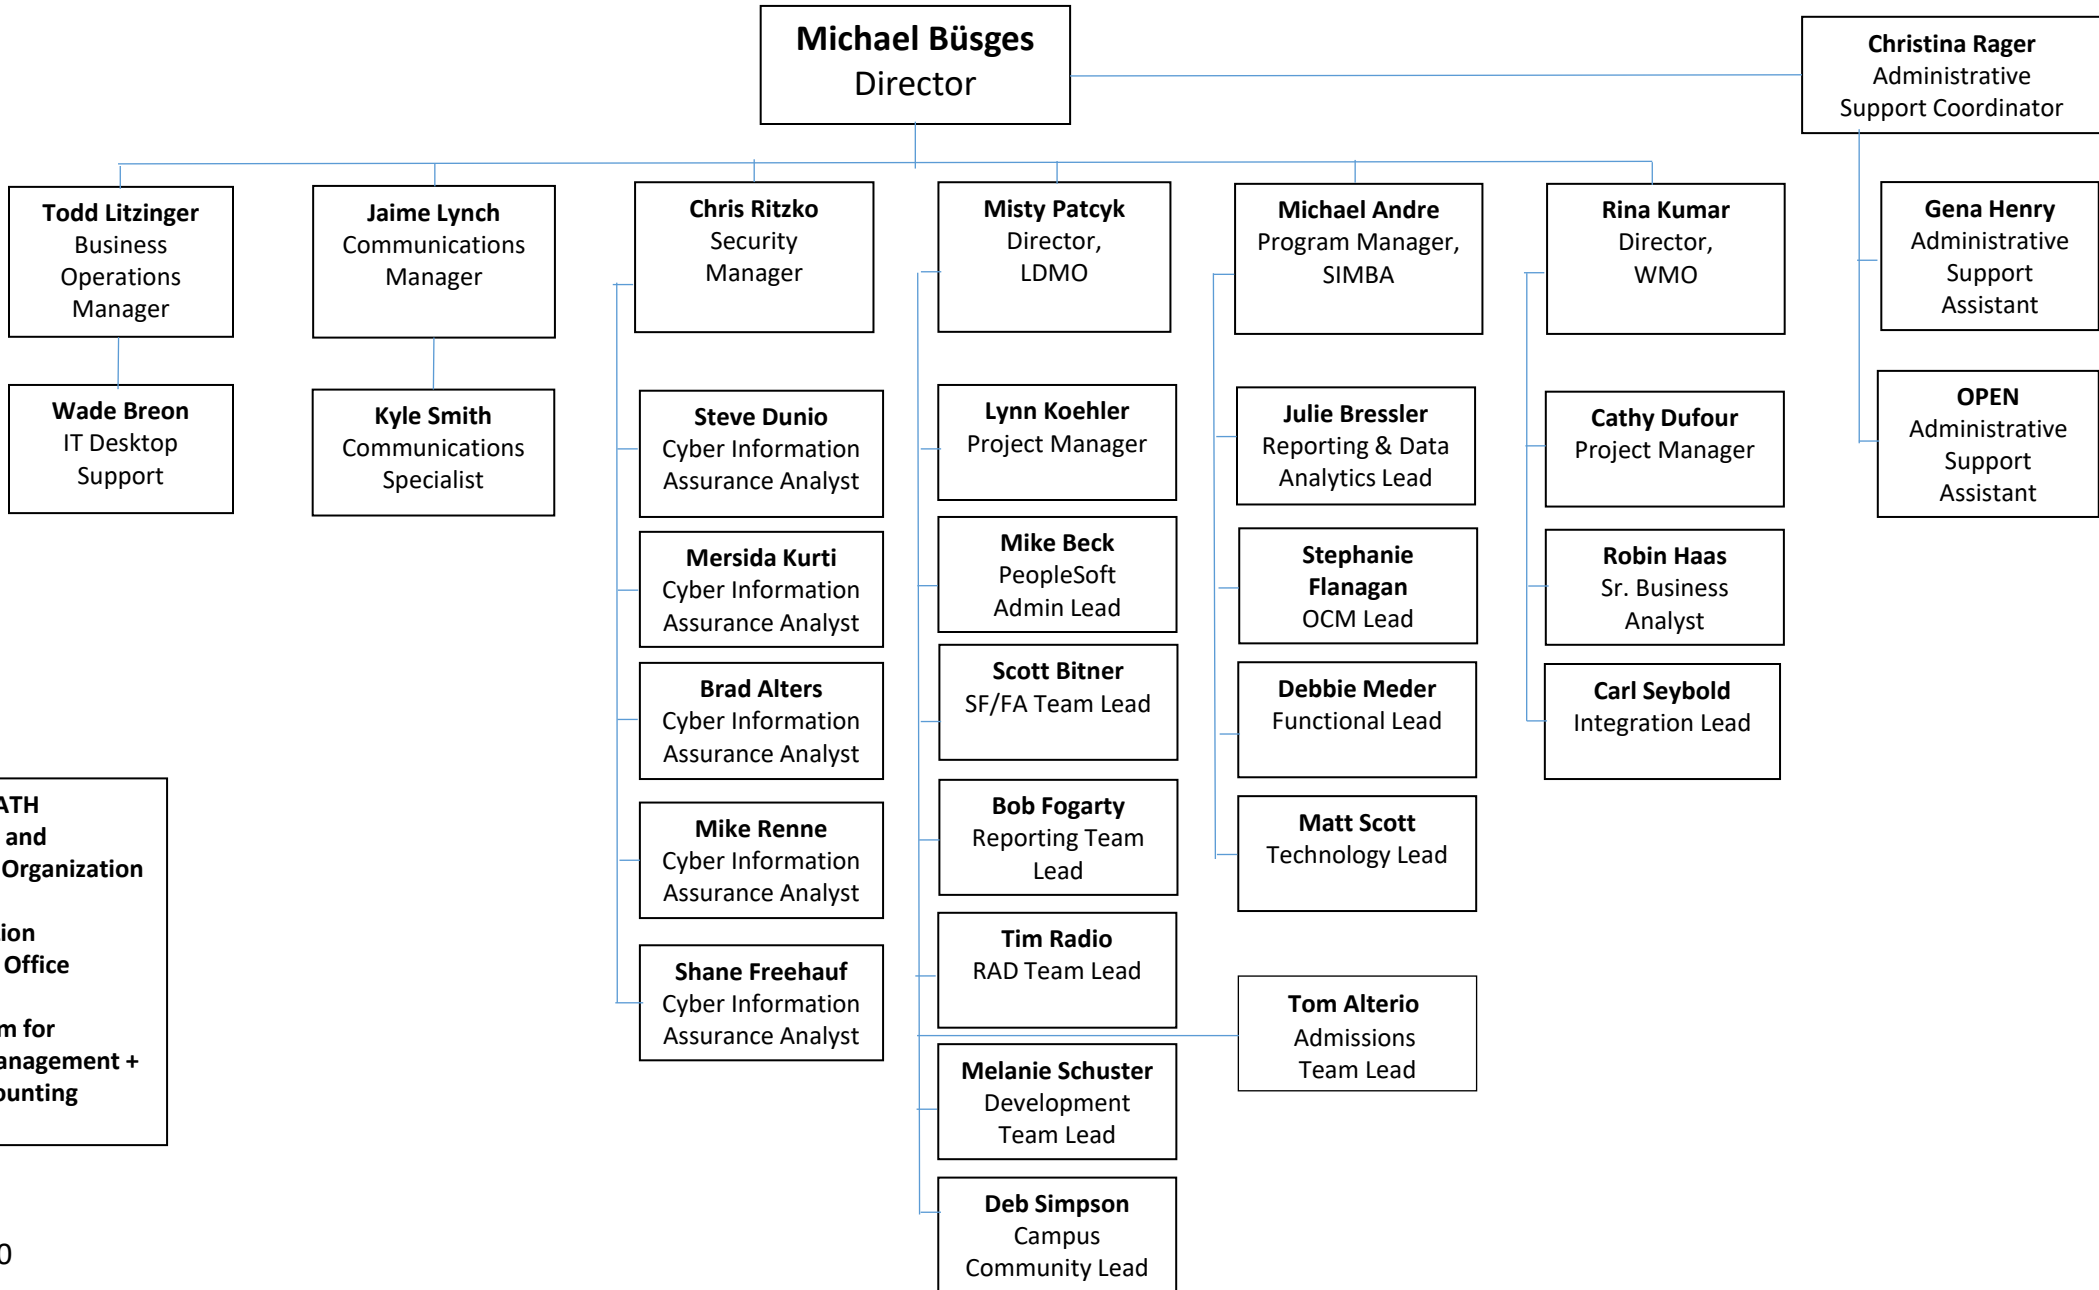 Michael Büsges
Director
Christina Rager
Administrative
Support Coordinator
Todd Litzinger
Business
Operations
Manager
Jaime Lynch
Communications
Manager
Chris Ritzko
Security
Manager
Misty Patcyk
Director,
LDMO
Michael Andre
Program Manager,
SIMBA
Rina Kumar
Director,
WMO
Gena Henry
Administrative
Support
Assistant
Wade Breon
IT Desktop
Support
Kyle Smith
Communications
Specialist
Steve Dunio
Cyber Information
Assurance Analyst
Lynn Koehler
Project Manager
Julie Bressler
Reporting & Data
Analytics Lead
Cathy Dufour
Project Manager
OPEN
Administrative
Support
Assistant
Mersida Kurti
Cyber Information
Assurance Analyst
Mike Beck
PeopleSoft
Admin Lead
Stephanie
Flanagan
OCM Lead
Robin Haas
Sr. Business
Analyst
Brad Alters
Cyber Information
Assurance Analyst
Scott Bitner
SF/FA Team Lead
Debbie Meder
Functional Lead
Carl Seybold
Integration Lead
Mike Renne
Cyber Information
Assurance Analyst
Bob Fogarty
Reporting Team
Lead
Matt Scott
Technology Lead
Shane Freehauf
Cyber Information
Assurance Analyst
Tim Radio
RAD Team Lead
Tom Alterio
Admissions
Team Lead
Melanie Schuster
Development
Team Lead
Deb Simpson
Campus
Community Lead
ATH
and
Organization
tion
Office
m for
anagement +
ounting
0